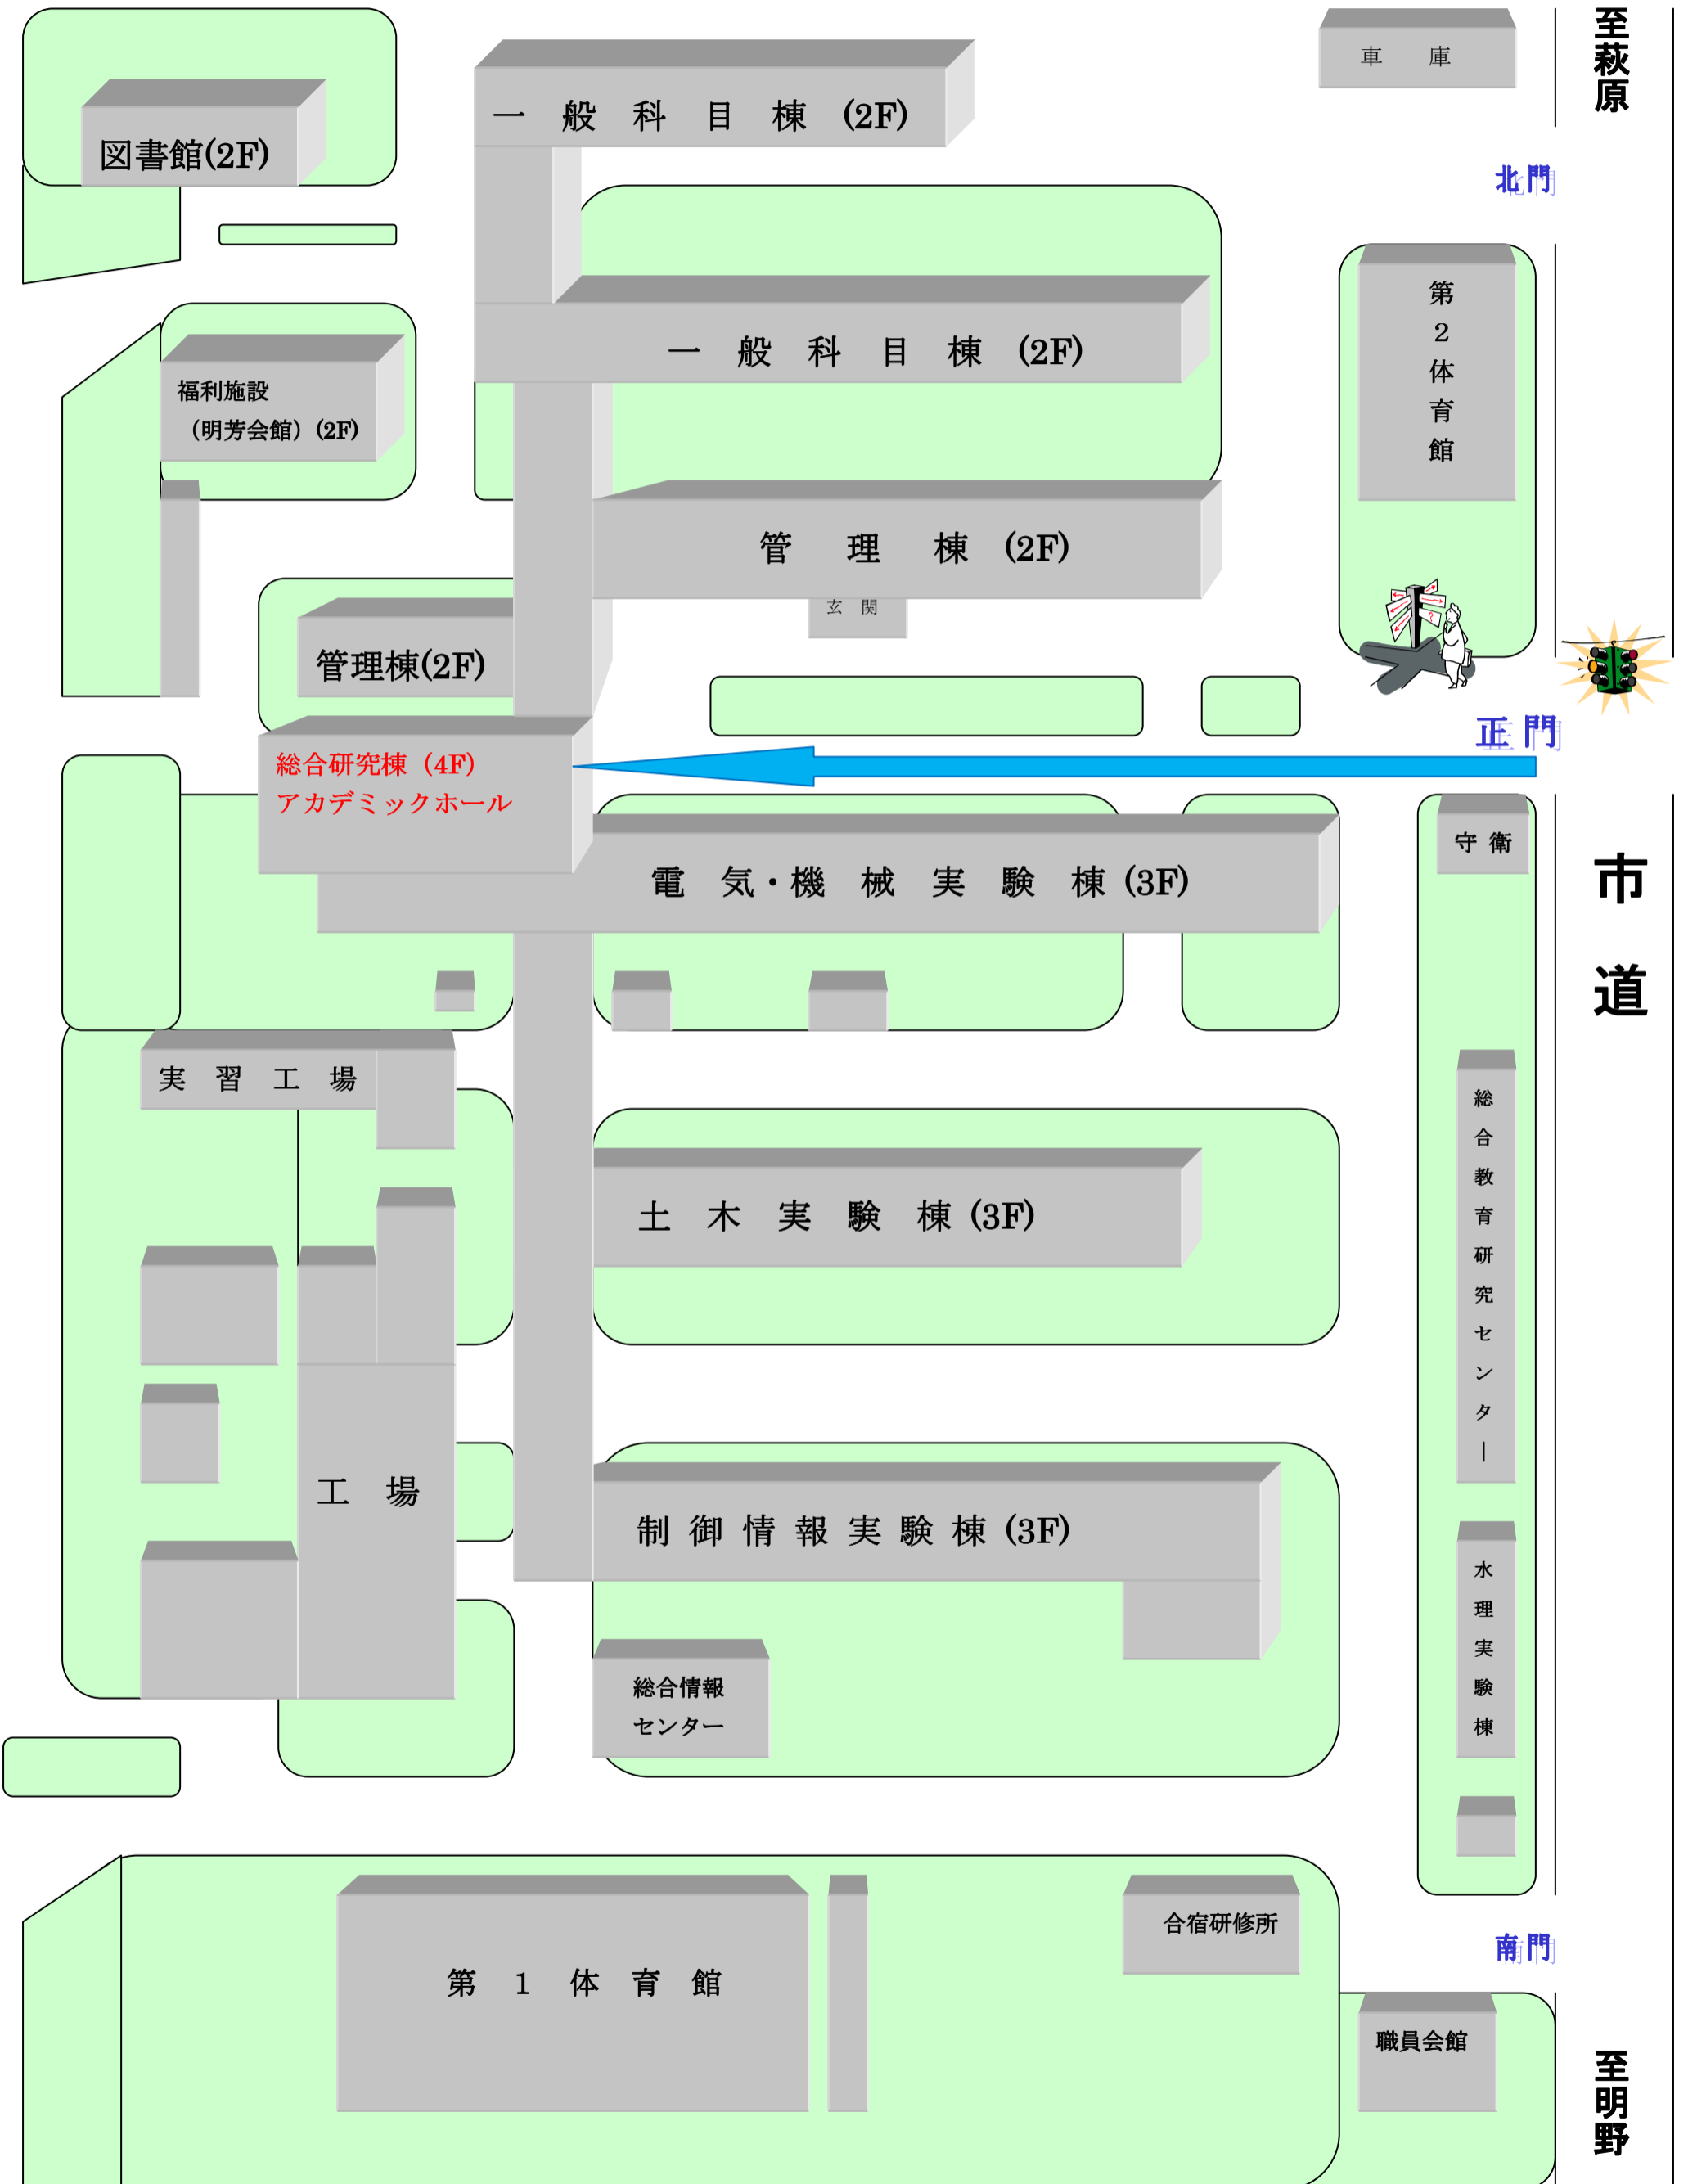 至萩原
車　庫
一　般　科　目　棟　(2F)
図書館(2F)
北門
第２体育館
一　般　科　目　棟　(2F)
福利施設
（明芳会館）(2F)
管　理　棟　(2F)
玄　関
管理棟(2F)
正門
総合研究棟（4F）
アカデミックホール
守衛
電　気・機　械　実　験　棟 (3F)
市道
実　習　工　場
総合教育研究センター
土　木　実　験　棟 (3F)
工　場
制御情報実験棟(3F)
水理実験棟
総合情報
センター
合宿研修所
南門
第　１　体　育　館
職員会館
至明野